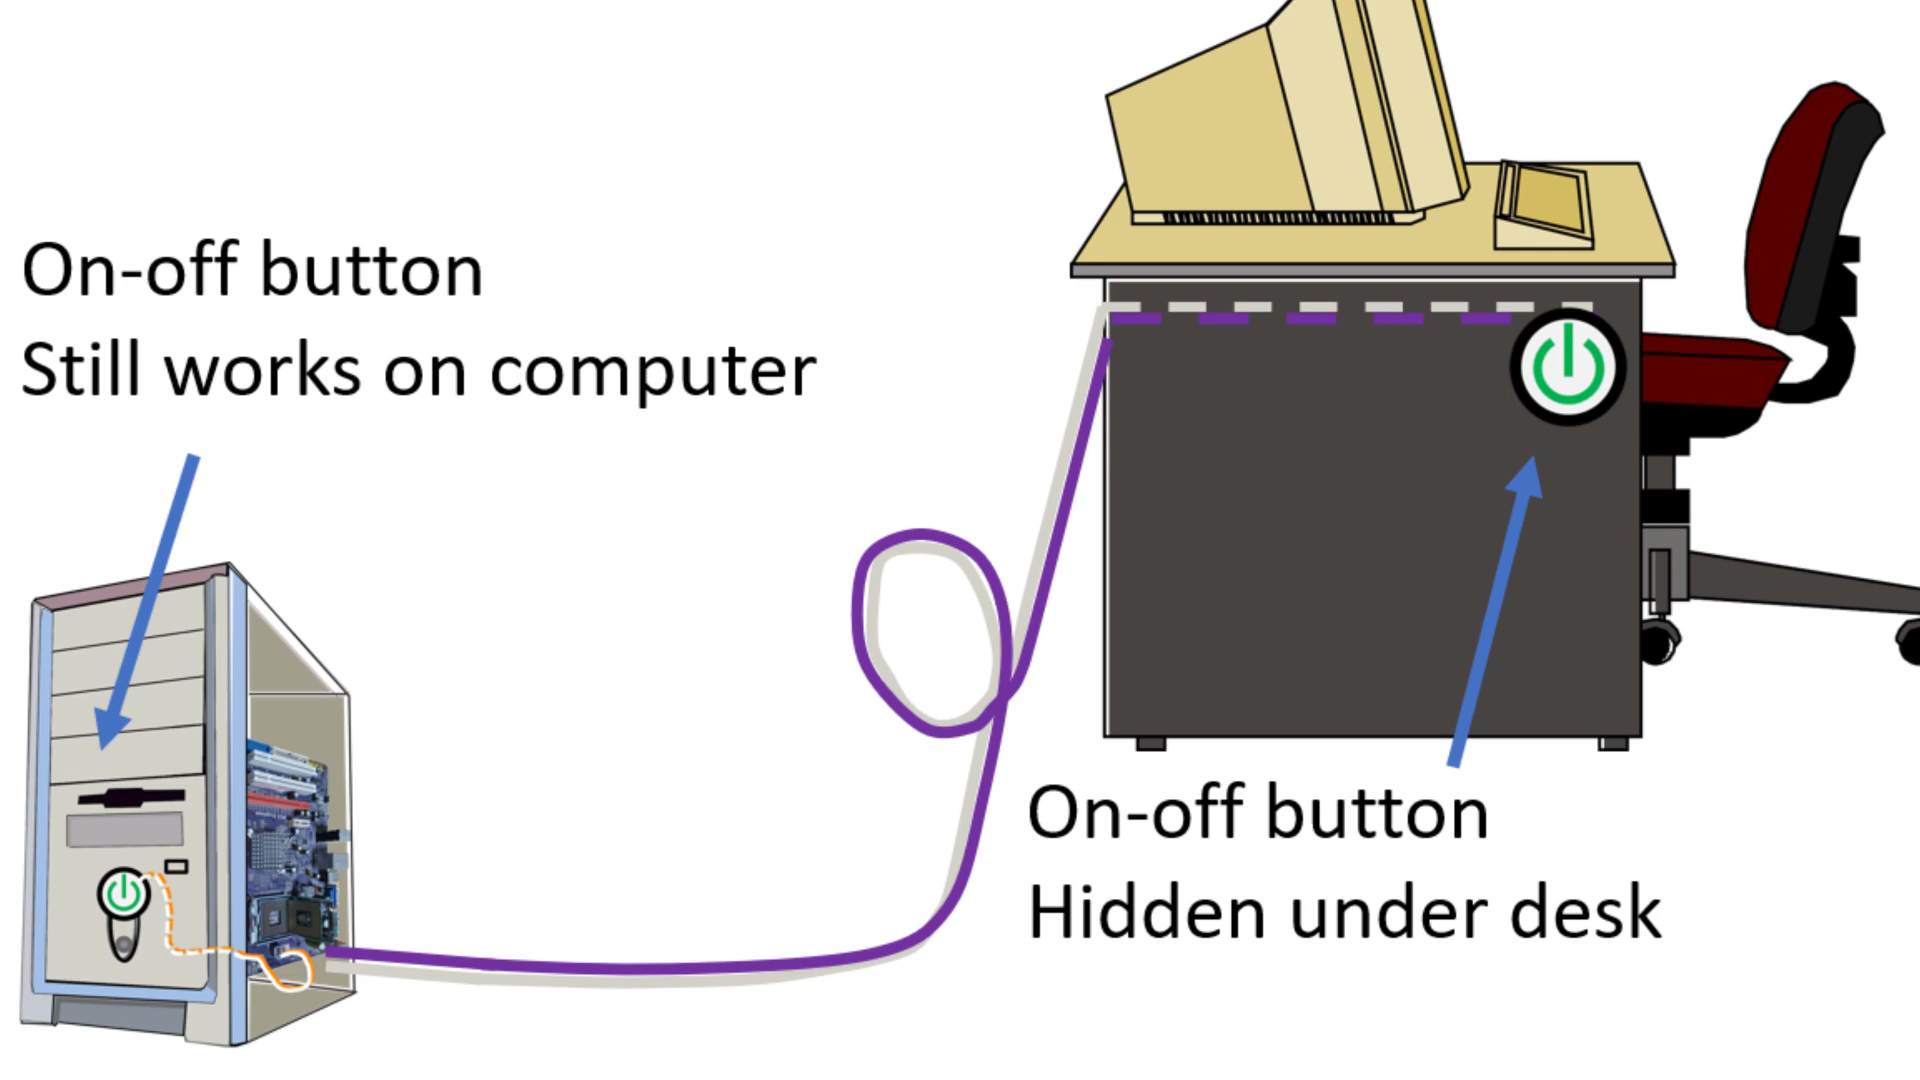 On-off button
Still works on computer
On-off button
Hidden under desk